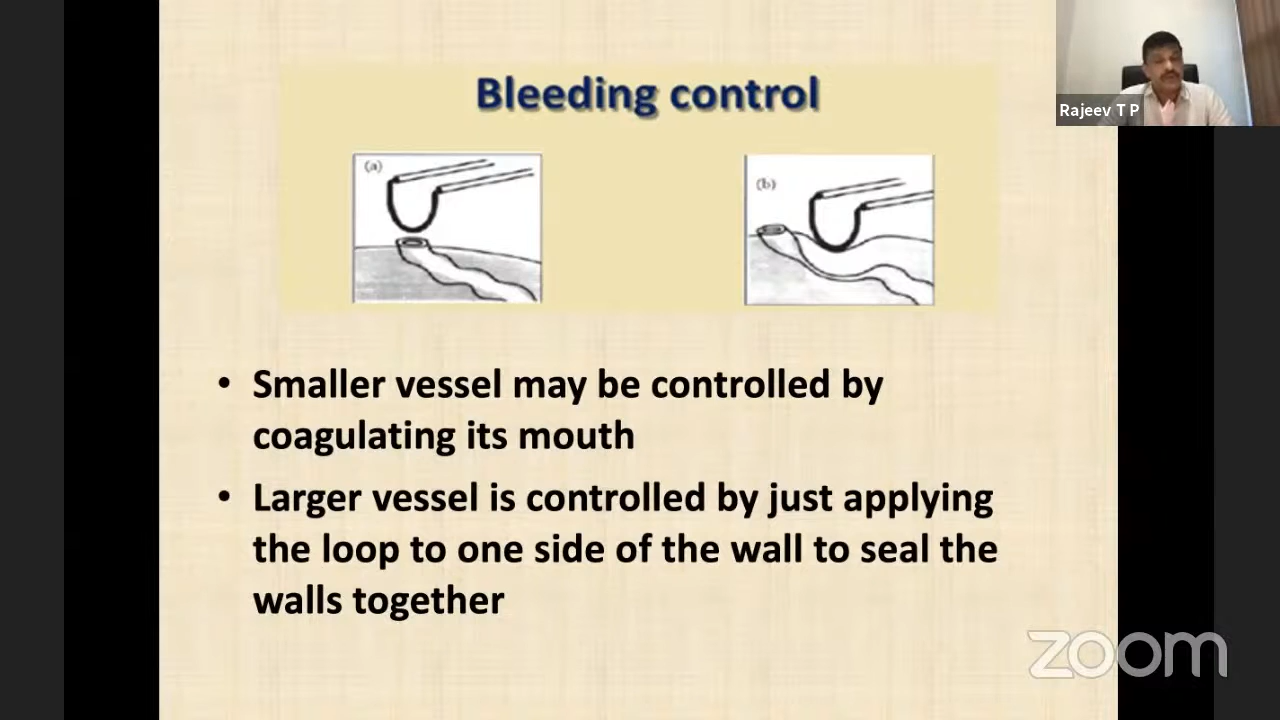 Bleeding control
Rajeev T P
(a)
(b)
• Smaller vessel may be controlled by
coagulating its mouth
• Larger vessel is controlled by just applying
the loop to one side of the wall to seal the
walls together
zoom